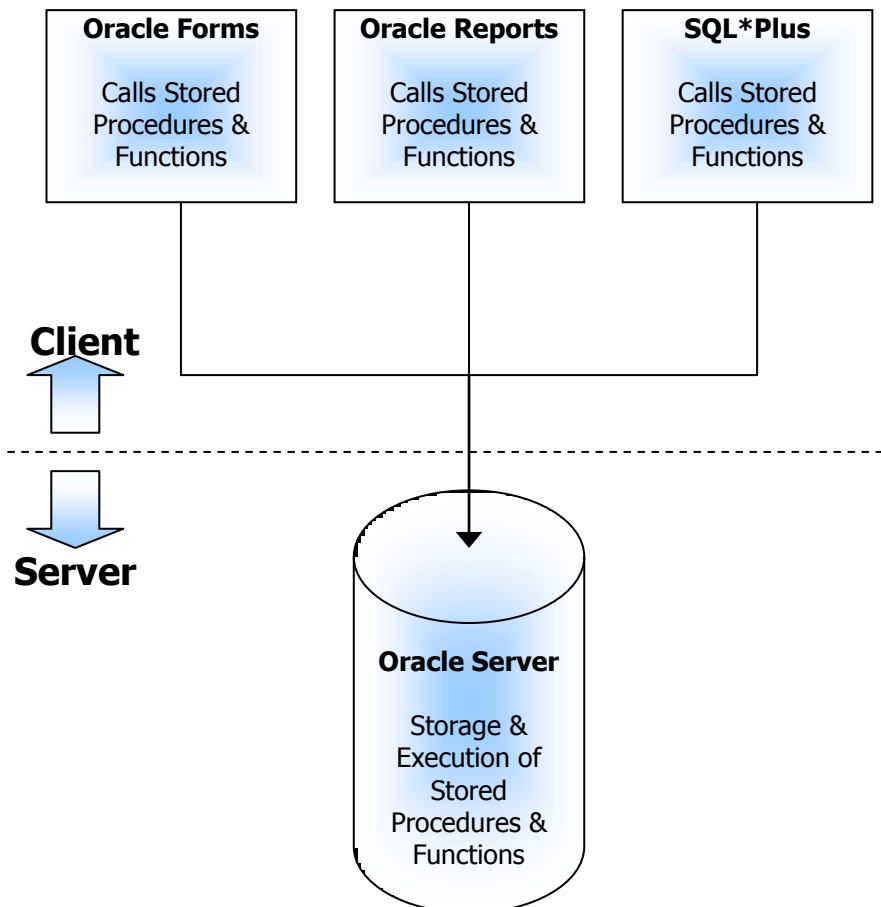 Oracle Forms
Calls Stored
Procedures &
Functions
Oracle Reports
Calls Stored
Procedures &
Functions
SQL*Plus
Calls Stored
Procedures &
Functions
Client
Server
Oracle Server
Storage &
Execution of
Stored
Procedures &
Functions